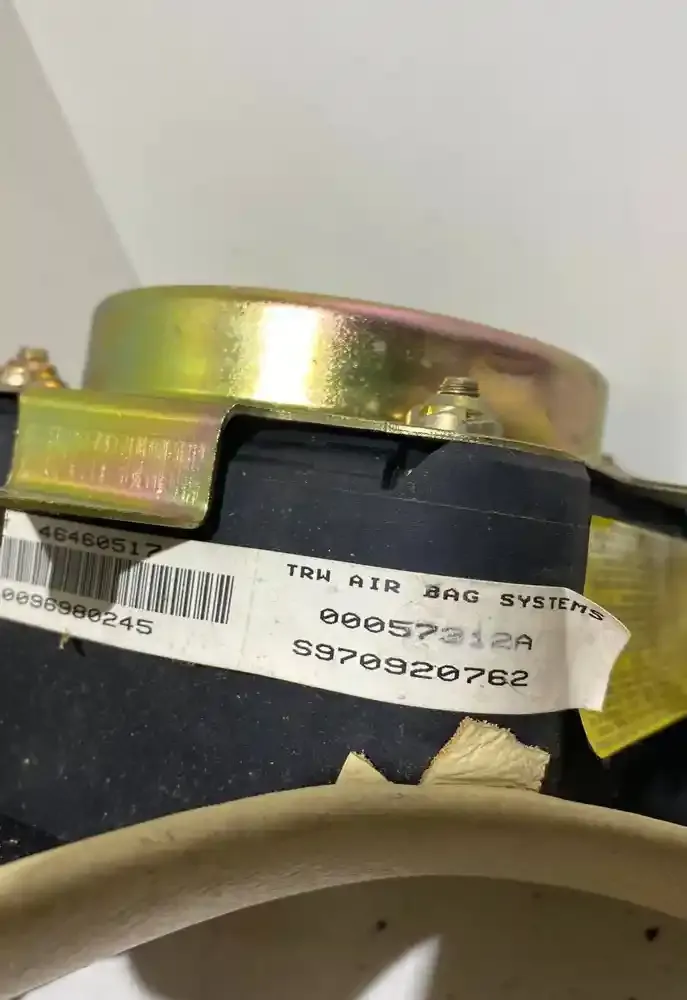 46460517
0096980245
TRW AIR BAG SYSTEMS
00057312A
S970920762